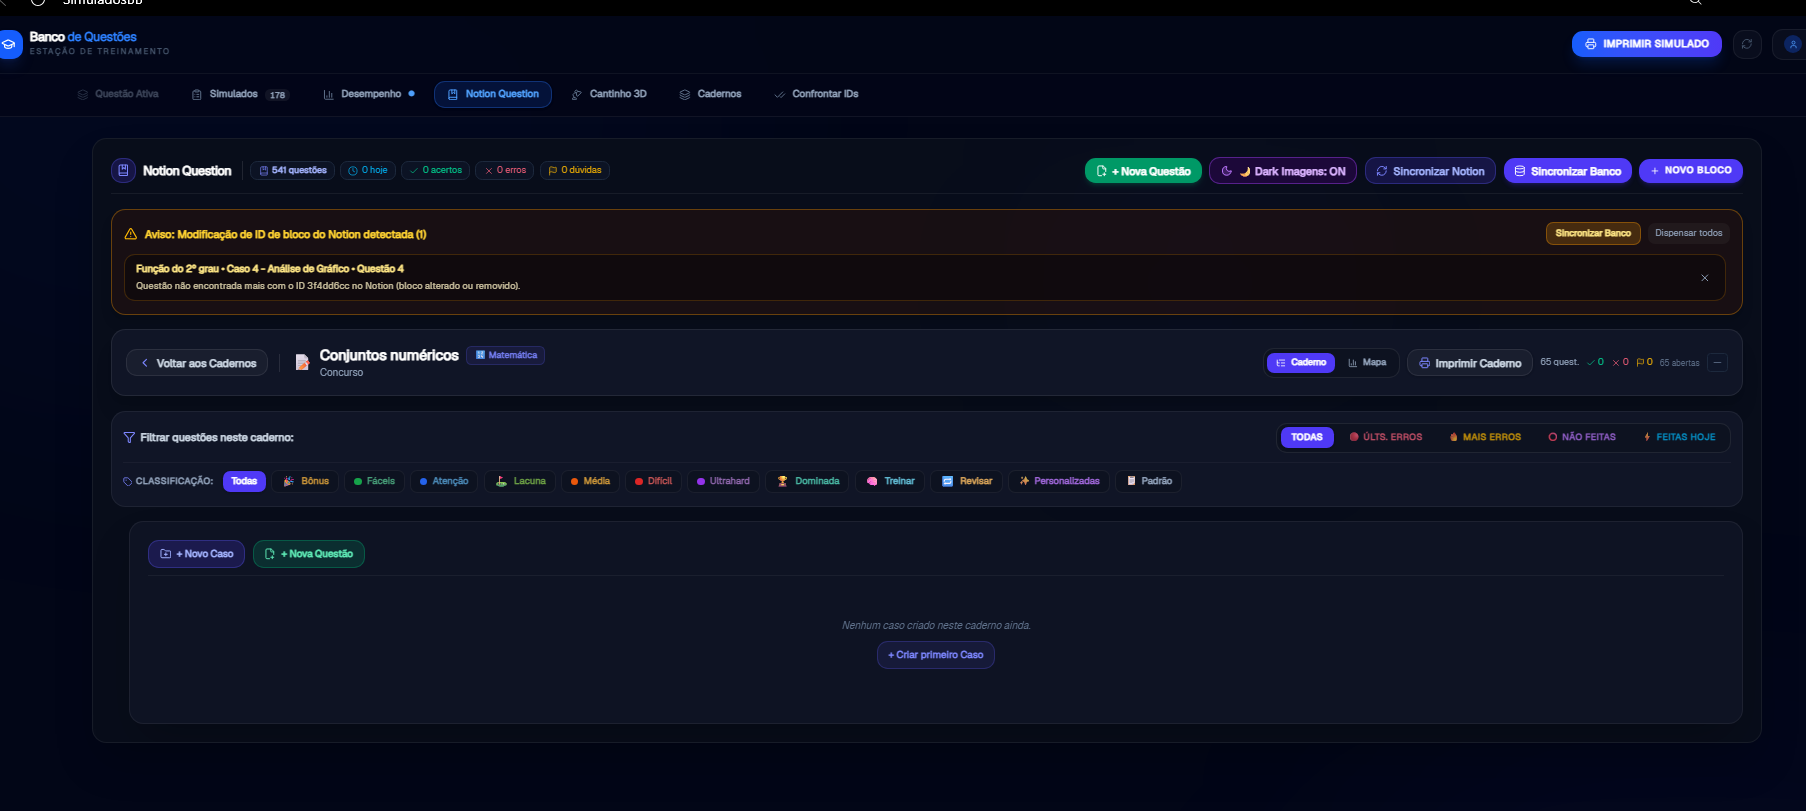 SimuladosBB
Banco de Questões
ESTAÇÃO DE TREINAMENTO
IMPRIMIR SIMULADO
Questão Ativa
Simulados 178
Desempenho
Notion Question
Cantinho 3D
Cadernos
Confrontar IDs
Notion Question
541 questões
0 hoje
0 acertos
0 erros
0 dúvidas
+ Nova Questão
Dark Imagens: ON
Sincronizar Notion
Sincronizar Banco
+ NOVO BLOCO
Aviso: Modificação de ID de bloco do Notion detectada (1)
Sincronizar Banco
Dispensar todos
Função do 2º grau • Caso 4 - Análise de Gráfico • Questão 4
Questão não encontrada mais com o ID 3f4dd6cc no Notion (bloco alterado ou removido).
Voltar aos Cadernos
Conjuntos numéricos
Matemática
Concurso
Caderno
Mapa
Imprimir Caderno
65 quest.
0
0
0
65 abertas
Filtrar questões neste caderno:
TODAS
ÚLTS. ERROS
MAIS ERROS
NÃO FEITAS
FEITAS HOJE
CLASSIFICAÇÃO:
Todas
Bônus
Fáceis
Atenção
Lacuna
Média
Difícil
Ultrahard
Dominada
Treinar
Revisar
Personalizadas
Padrão
+ Novo Caso
+ Nova Questão
Nenhum caso criado neste caderno ainda.
+ Criar primeiro Caso